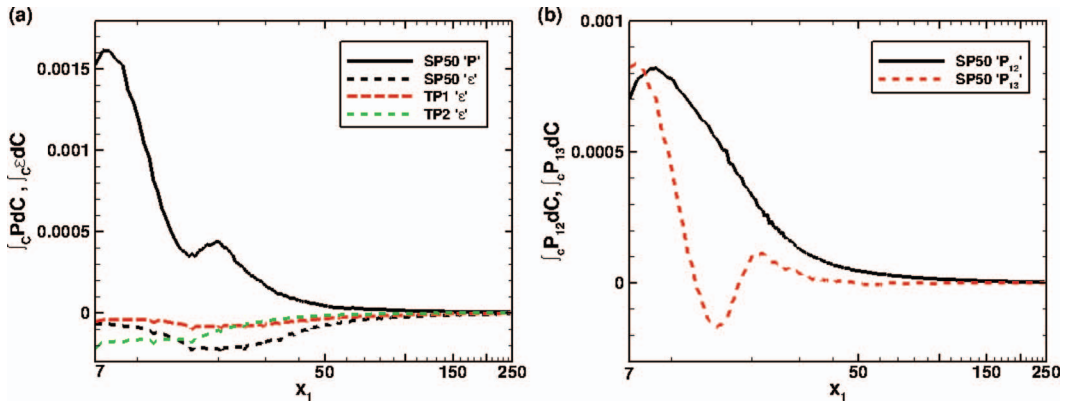 (a)
∫CPdC , ∫CεdC
0.0015
0.001
0.0005
0
SP50 'P'
SP50 'ε'
TP1 'ε'
TP2 'ε'
7 50 150 250
X1
(b)
∫CP12dC, ∫CP13dC
0.001
0.0005
0
SP50 'P12'
SP50 'P13'
7 50 150 250
X1